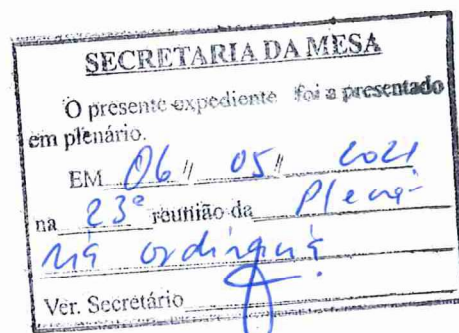 SECRETARIA DA MESA
O presente expediente foi a presentado
em plenário.
EM 06 // 05 // 2021
na 23ª reunião da Plená-
ria ordinária.
Ver. Secretário